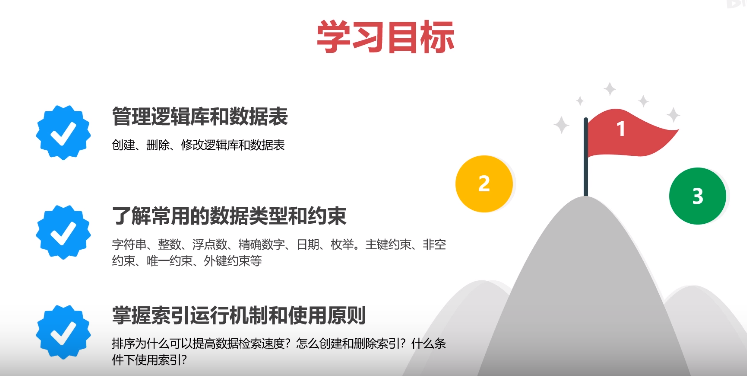 学习目标
管理逻辑库和数据表
创建、删除、修改逻辑库和数据表
了解常用的数据类型和约束
字符串、整数、浮点数、精确数字、日期、枚举。主键约束、非空
约束、唯一约束、外键约束等
掌握索引运行机制和使用原则
排序为什么可以提高数据检索速度？怎么创建和删除索引？什么条
件下使用索引？
1
2
3